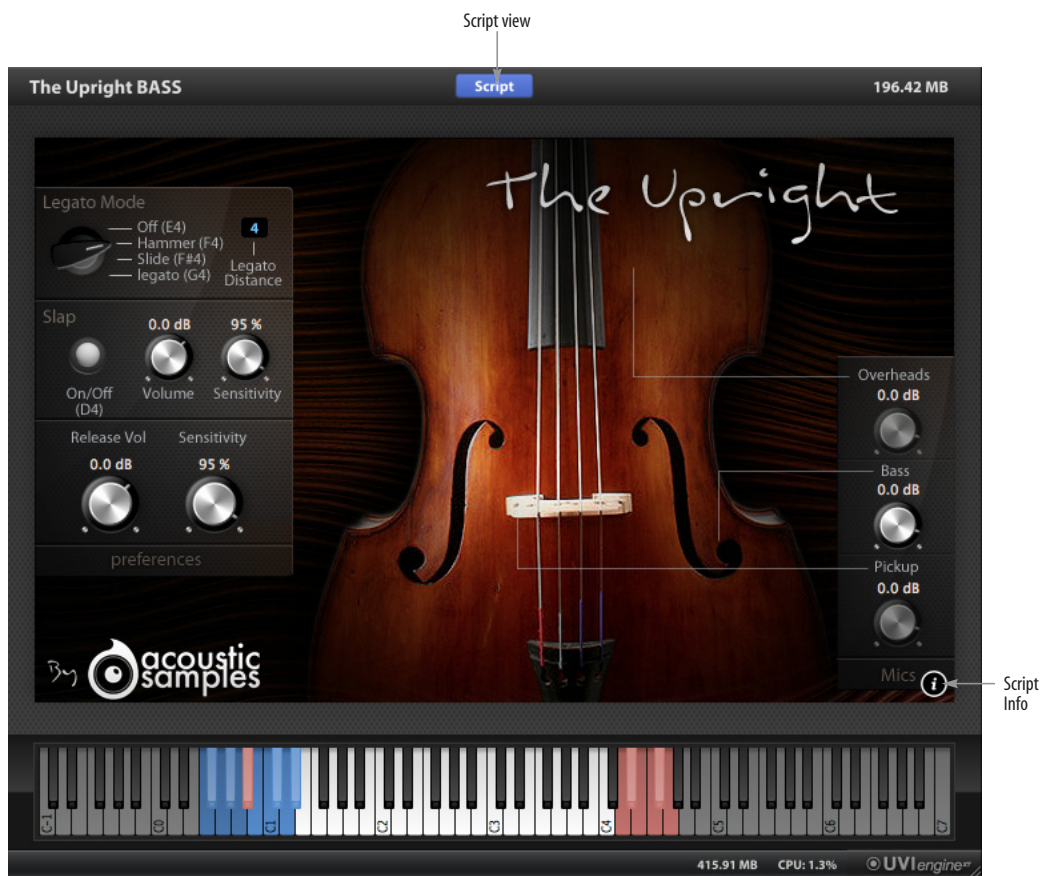 Script view
The Upright BASS
Script
196.42 MB
The Upright
Legato Mode
Off (E4)
Hammer (F4)
Slide (F#4)
legato (G4)
4
Legato
Distance
Slap
0.0 dB
95 %
On/Off
(D4)
Volume
Sensitivity
Release Vol
Sensitivity
0.0 dB
95 %
preferences
Overheads
0.0 dB
Bass
0.0 dB
Pickup
0.0 dB
Mics
i
Script
Info
By acoustic
samples
C-1
C0
C1
C2
C3
C4
C5
C6
C7
415.91 MB
CPU: 1.3%
UVIengine xt